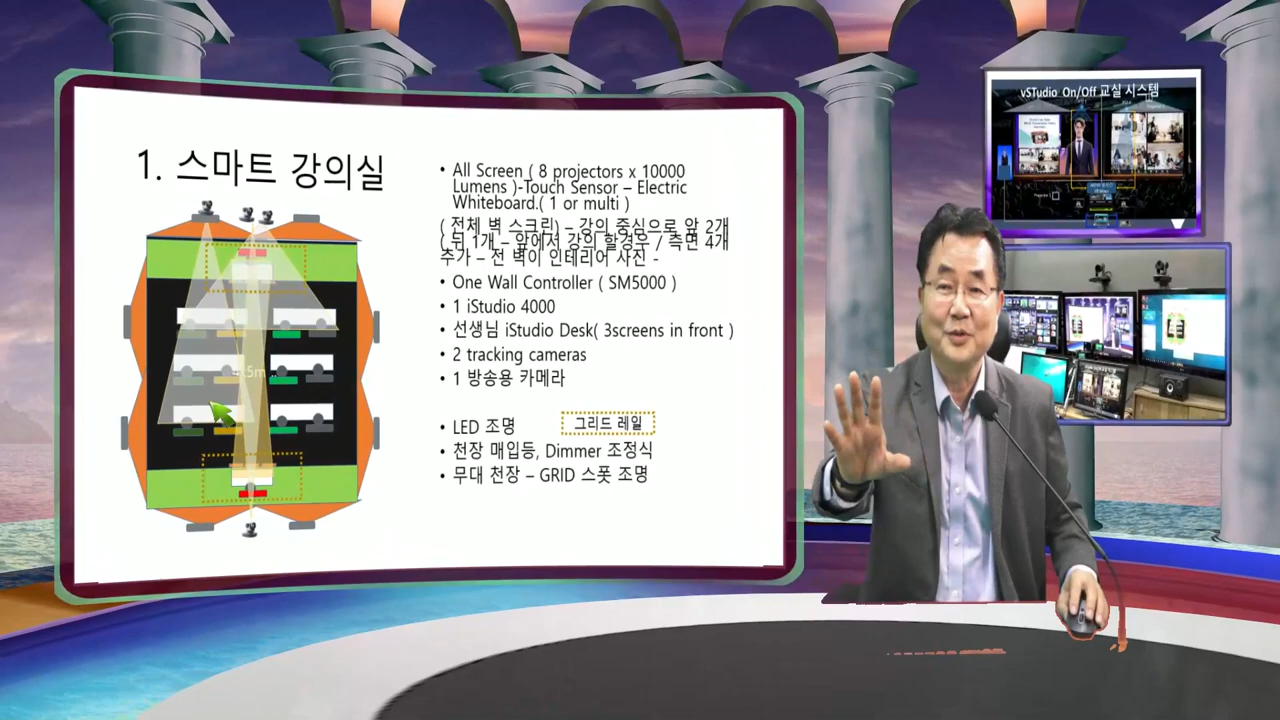 1. 스마트 강의실
• All Screen ( 8 projectors x 10000
Lumens )-Touch Sensor – Electric
Whiteboard.( 1 or multi )
( 전체 벽 스크린) – 강의 중심으로 앞 2개
( 뒤 1개 – 앞에서 강의 할경우 / 측면 4개
추가 – 전 벽이 인테리어 사진 -
• One Wall Controller ( SM5000 )
• 1 iStudio 4000
• 선생님 iStudio Desk( 3screens in front )
• 2 tracking cameras
• 1 방송용 카메라
• LED 조명
그리드 레일
• 천장 매입등, Dimmer 조정식
• 무대 천장 – GRID 스폿 조명
vSTudio On/Off 교실 시스템